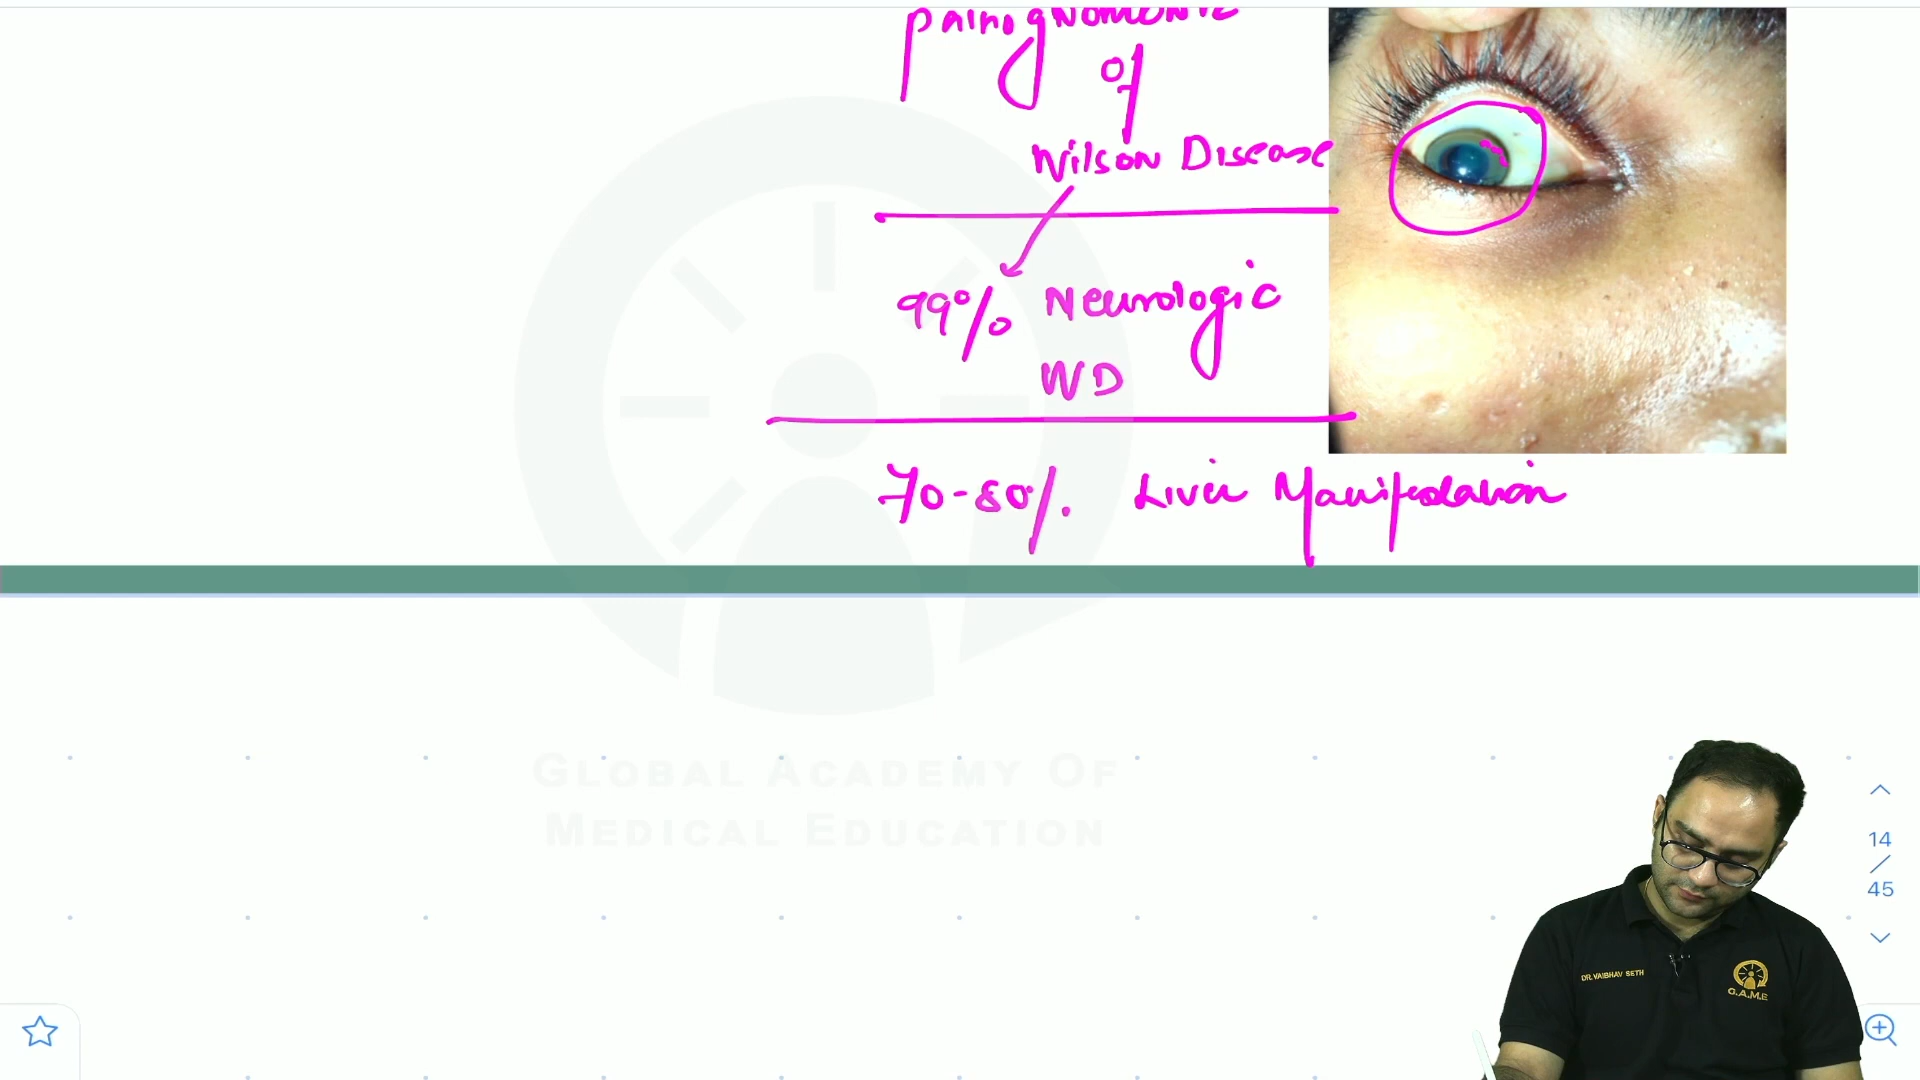 pathognomonic
of
Wilson Disease
99% Neurologic
WD
70-80%. Liver Manifestation
GLOBAL ACADEMY OF
MEDICAL EDUCATION
14
/
45
DR. VAIBHAV SETH
G.A.M.E